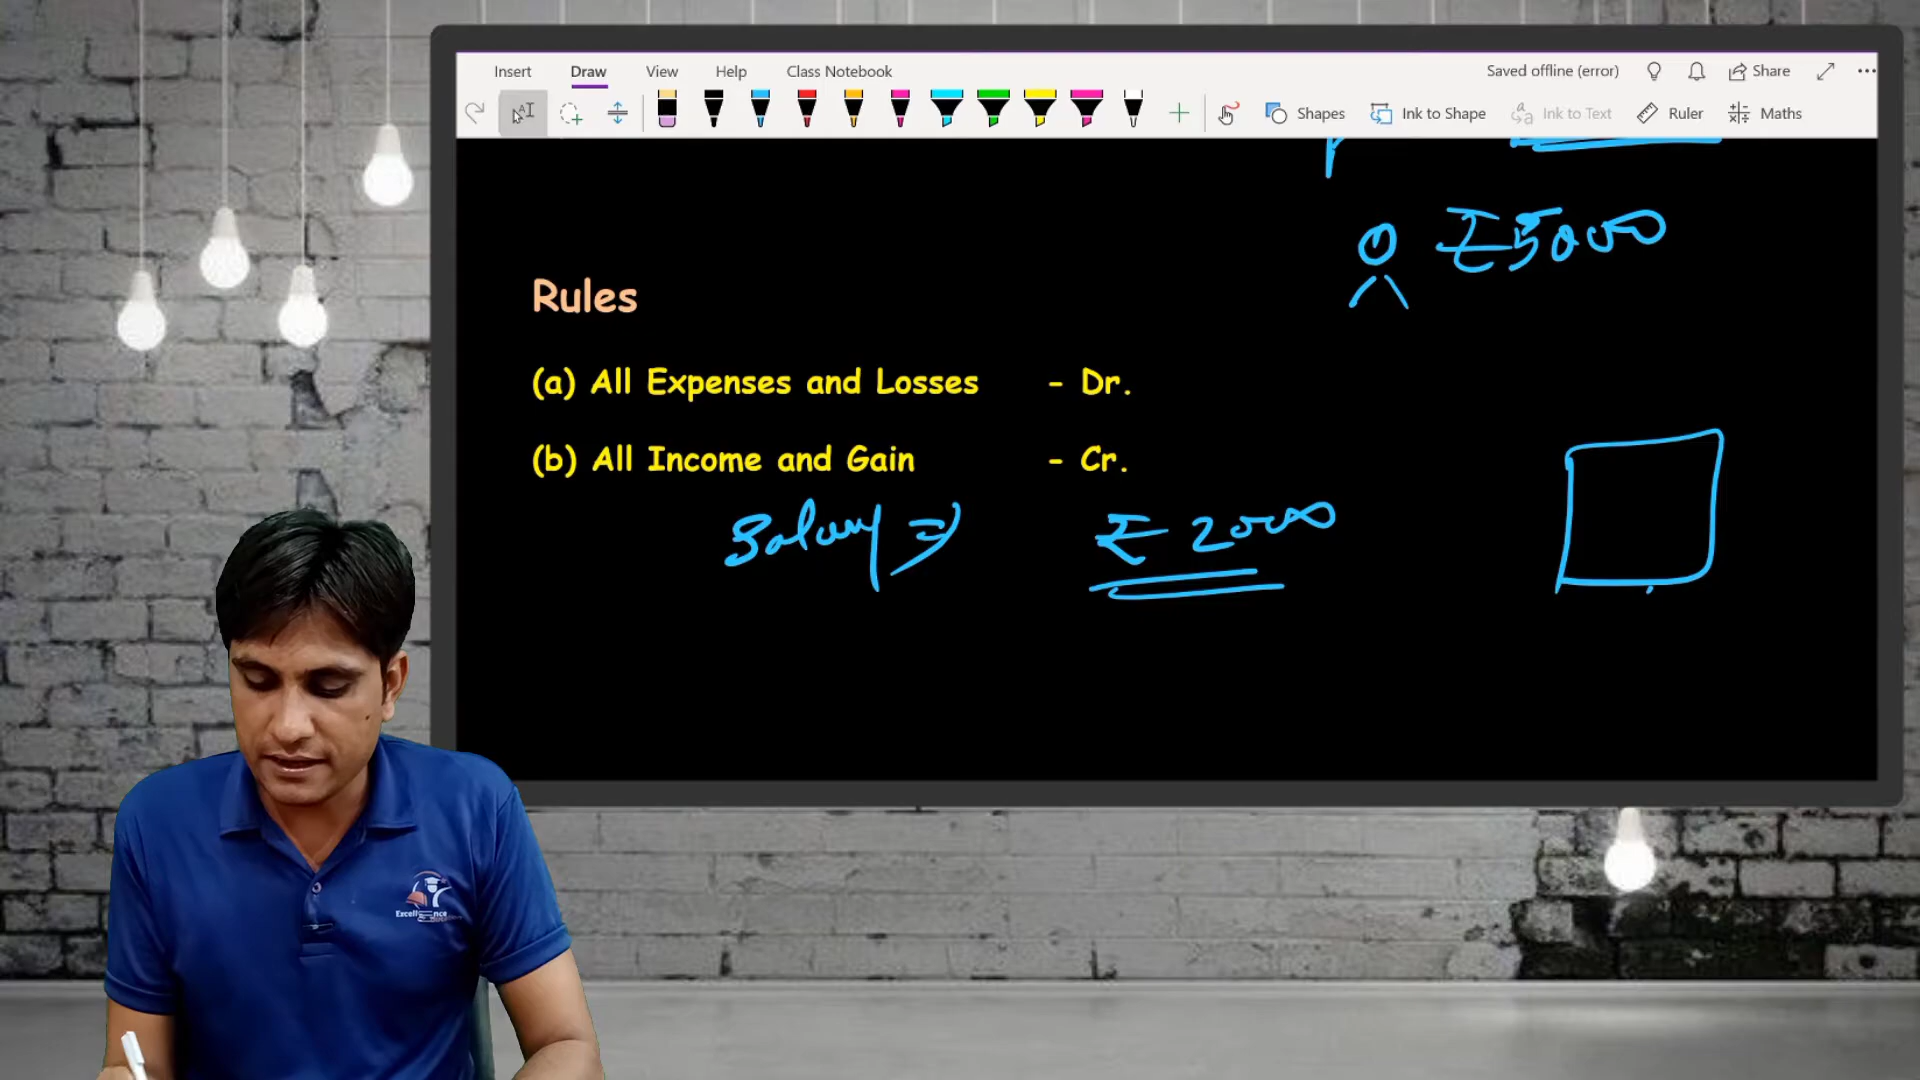 Insert Draw View Help Class Notebook Saved offline (error) Share
Shapes Ink to Shape Ink to Text Ruler Maths
₹5000
Rules
(a) All Expenses and Losses - Dr.
(b) All Income and Gain - Cr.
Salary ⇒ ₹ 2000